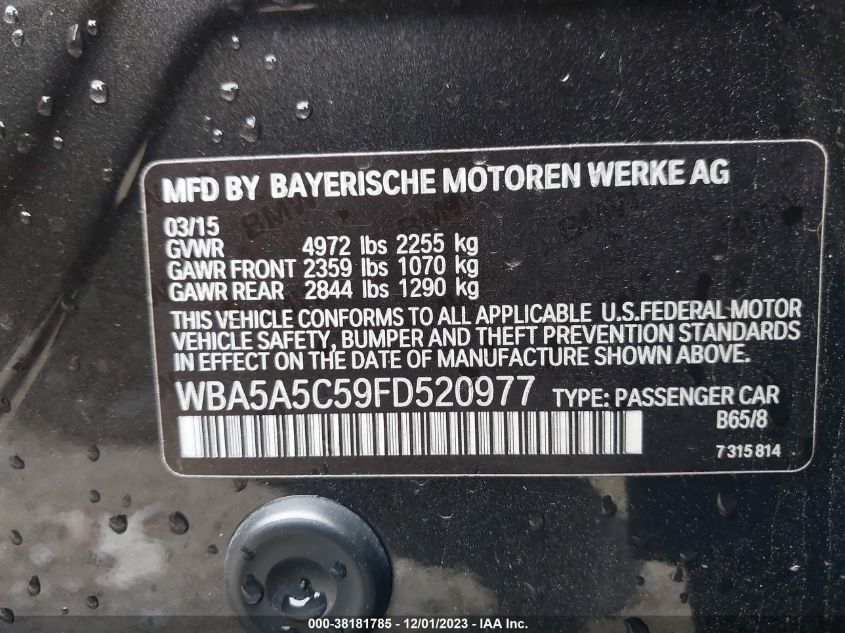 MFD BY BAYERISCHE MOTOREN WERKE AG
03/15
GVWR 4972 lbs 2255 kg
GAWR FRONT 2359 lbs 1070 kg
GAWR REAR 2844 lbs 1290 kg
THIS VEHICLE CONFORMS TO ALL APPLICABLE U.S.FEDERAL MOTOR
VEHICLE SAFETY, BUMPER AND THEFT PREVENTION STANDARDS
IN EFFECT ON THE DATE OF MANUFACTURE SHOWN ABOVE.
WBA5A5C59FD520977 TYPE: PASSENGER CAR
B65/8
7 315 814
000-38181785 - 12/01/2023 - IAA Inc.